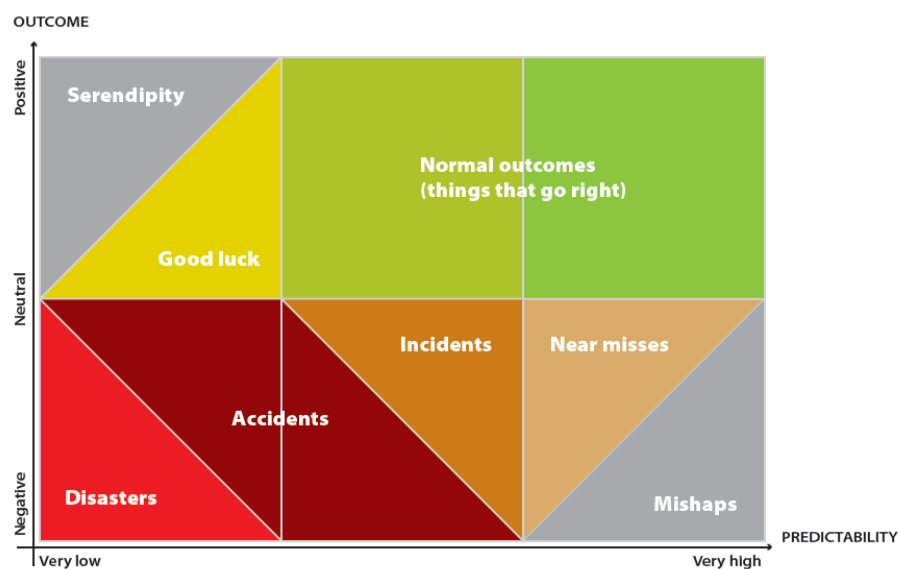 OUTCOME
Positive
Serendipity
Normal outcomes
(things that go right)
Good luck
Neutral
Incidents
Near misses
Accidents
Negative
Disasters
Mishaps
PREDICTABILITY
Very low
Very high